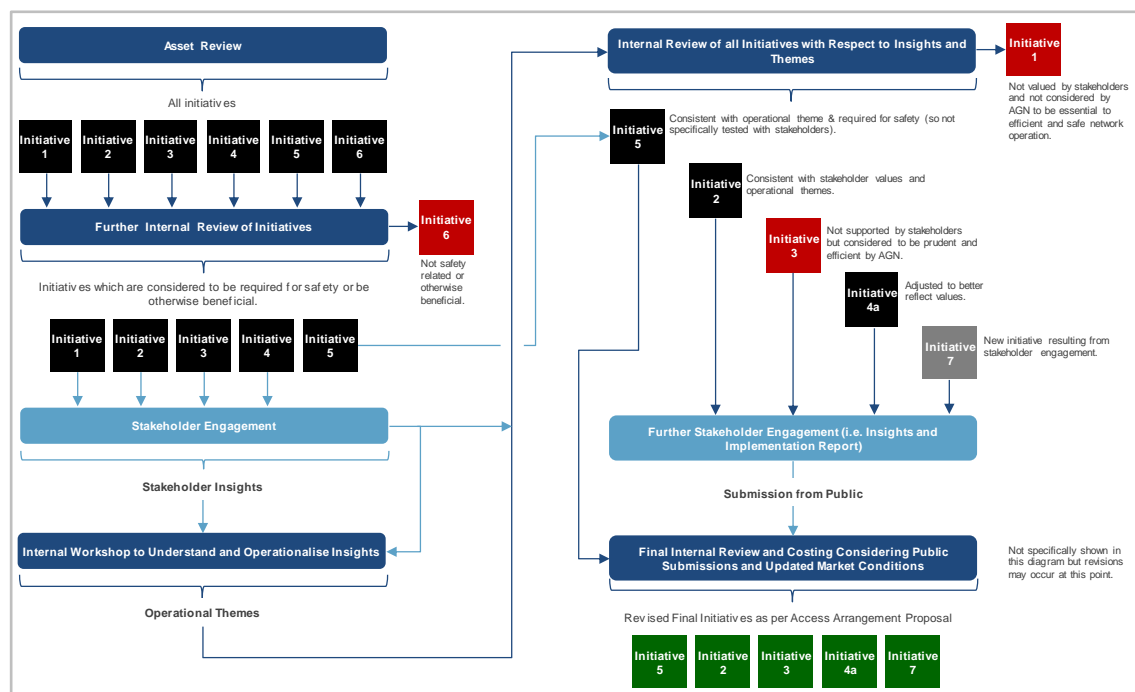 Asset Review
All initiatives
Initiative
1
Initiative
2
Initiative
3
Initiative
4
Initiative
5
Initiative
6
Further Internal Review of Initiatives
Initiative
6
Not safety
related or
otherwise
beneficial.
Initiatives which are considered to be required for safety or be
otherwise beneficial.
Initiative
1
Initiative
2
Initiative
3
Initiative
4
Initiative
5
Stakeholder Engagement
Stakeholder Insights
Internal Workshop to Understand and Operationalise Insights
Operational Themes
Internal Review of all Initiatives with Respect to Insights and
Themes
Initiative
1
Not valued by stakeholders
and not considered by
AGN to be essential to
efficient and safe network
operation.
Initiative
5
Consistent with operational theme & required for safety (so not
specifically tested with stakeholders).
Initiative
2
Consistent with stakeholder values and
operational themes.
Initiative
3
Not supported by stakeholders
but considered to be prudent and
efficient by AGN.
Initiative
4a
Adjusted to better
reflect values.
Initiative
7
New initiative resulting from
stakeholder engagement.
Further Stakeholder Engagement (i.e. Insights and
Implementation Report)
Submission from Public
Final Internal Review and Costing Considering Public
Submissions and Updated Market Conditions
Not specifically shown in
this diagram but revisions
may occur at this point.
Revised Final Initiatives as per Access Arrangement Proposal
Initiative
5
Initiative
2
Initiative
3
Initiative
4a
Initiative
7